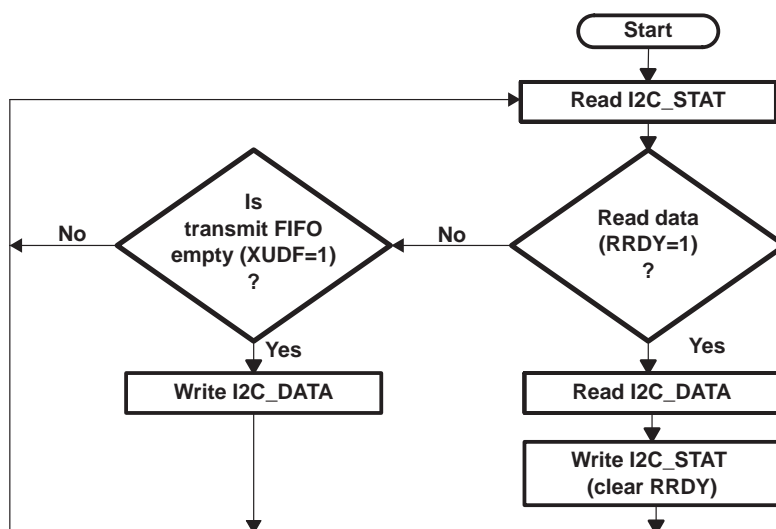 Start
Read I2C_STAT
Is
transmit FIFO
empty (XUDF=1)
?
Read data
(RRDY=1)
?
No
No
Yes
Yes
Write I2C_DATA
Read I2C_DATA
Write I2C_STAT
(clear RRDY)